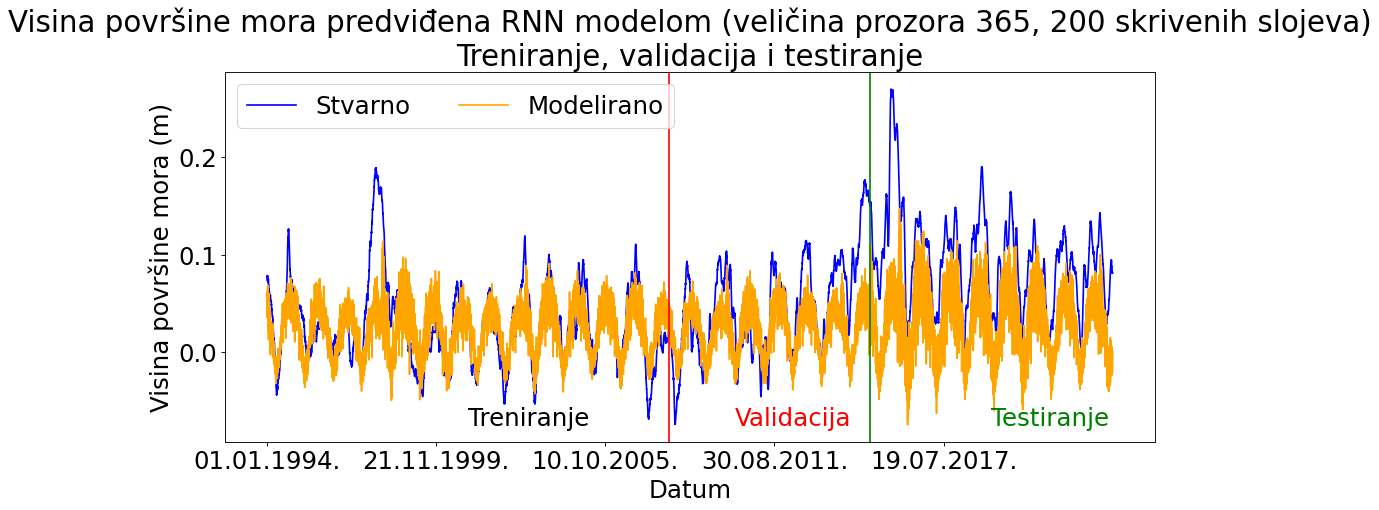 Visina površine mora predviđena RNN modelom (veličina prozora 365, 200 skrivenih slojeva)
Treniranje, validacija i testiranje
Stvarno
Modelirano
Visina površine mora (m)
0.2
0.1
0.0
Treniranje
Validacija
Testiranje
01.01.1994.
21.11.1999.
10.10.2005.
30.08.2011.
19.07.2017.
Datum